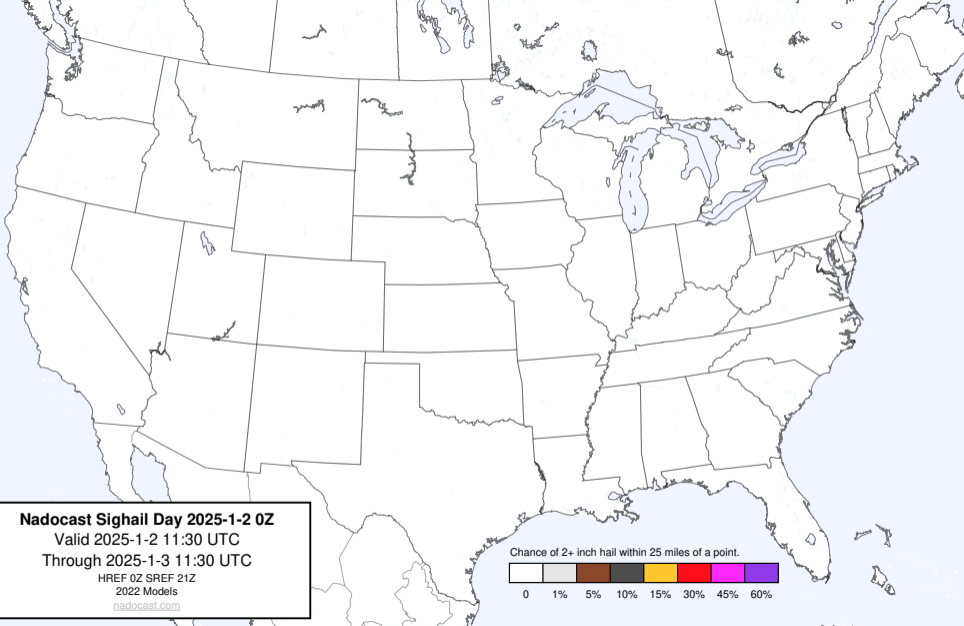 Nadocast Sighail Day 2025-1-2 0Z
Valid 2025-1-2 11:30 UTC
Through 2025-1-3 11:30 UTC
HREF 0Z SREF 21Z
2022 Models
nadocast.com
Chance of 2+ inch hail within 25 miles of a point.
0 1% 5% 10% 15% 30% 45% 60%